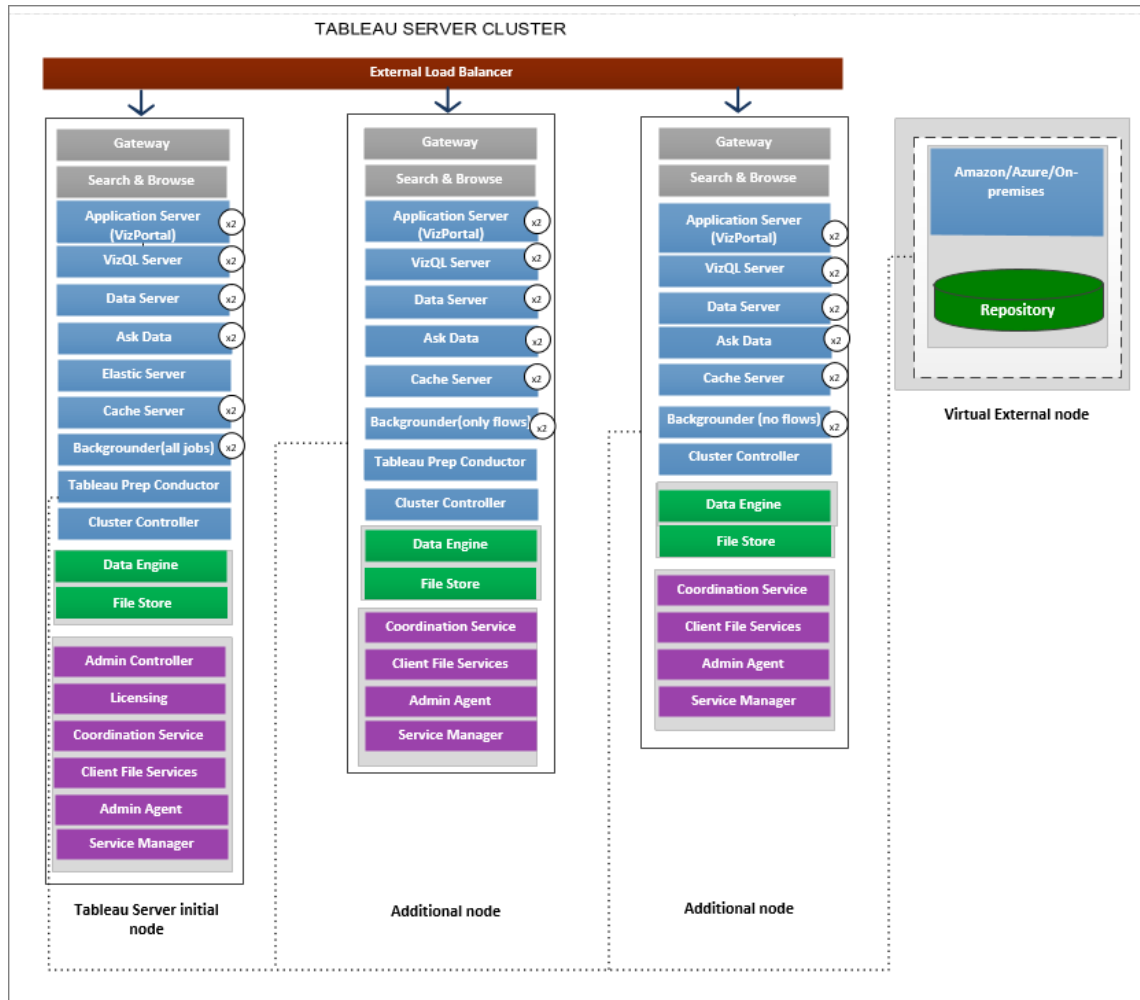 TABLEAU SERVER CLUSTER
External Load Balancer
Gateway
Search & Browse
Application Server
(VizPortal)
x2
VizQL Server
x2
Data Server
x2
Ask Data
x2
Elastic Server
Cache Server
x2
Backgrounder(all jobs)
x2
Tableau Prep Conductor
Cluster Controller
Data Engine
File Store
Admin Controller
Licensing
Coordination Service
Client File Services
Admin Agent
Service Manager
Tableau Server initial
node
Gateway
Search & Browse
Application Server
(VizPortal)
x2
VizQL Server
x2
Data Server
x2
Ask Data
x2
Cache Server
x2
Backgrounder(only flows)
x2
Tableau Prep Conductor
Cluster Controller
Data Engine
File Store
Coordination Service
Client File Services
Admin Agent
Service Manager
Additional node
Gateway
Search & Browse
Application Server
(VizPortal)
x2
VizQL Server
x2
Data Server
x2
Ask Data
x2
Cache Server
x2
Backgrounder (no flows)
x2
Cluster Controller
Data Engine
File Store
Coordination Service
Client File Services
Admin Agent
Service Manager
Additional node
Amazon/Azure/On-
premises
Repository
Virtual External node